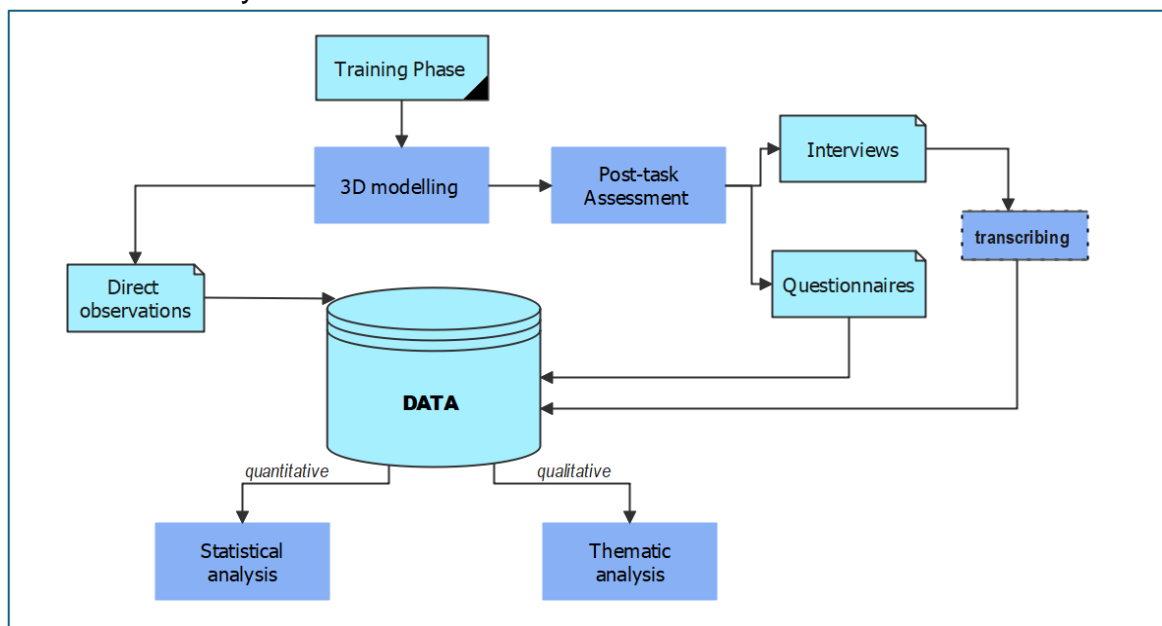 Training Phase
3D modelling
Post-task
Assessment
Interviews
transcribing
Direct
observations
Questionnaires
DATA
quantitative
qualitative
Statistical
analysis
Thematic
analysis